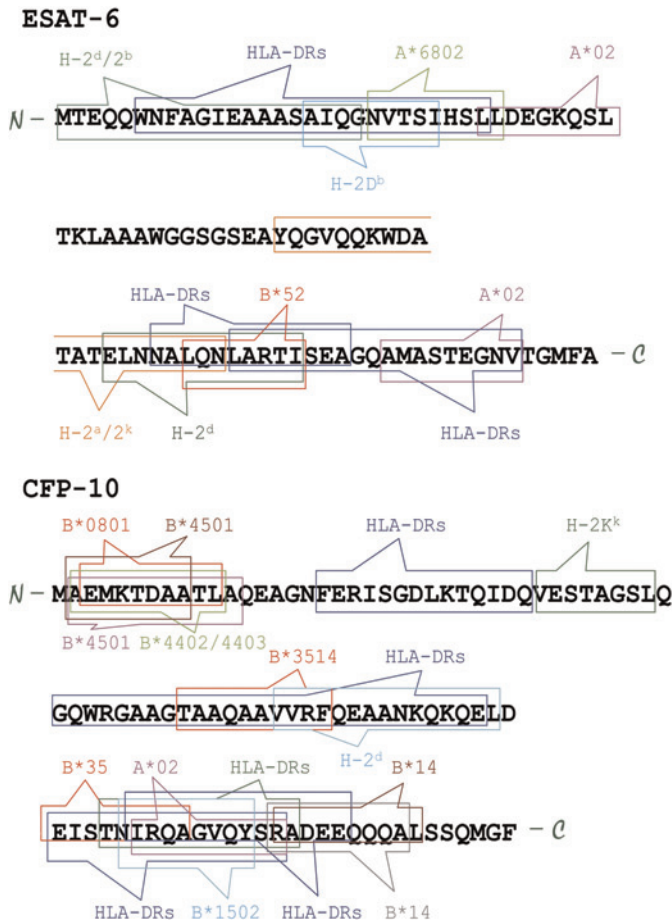 ESAT-6
H-2ᵈ/2ᵇ HLA-DRs A*6802 A*02
N – MTEQQWNFAGIEAAASAIQGNVTSIHSLLDEGKQSL
H-2Dᵇ
TKLAAAWGGSGSEAYQGVQQKWDA
HLA-DRs B*52 A*02
TATELNNALQNLARTISEAGQAMASTEGNVTGMFA – C
H-2ᵃ/2ᵏ H-2ᵈ HLA-DRs
CFP-10
B*0801 B*4501 HLA-DRs H-2Kᵏ
N – MAEMKTDAATLAQEAGNFERISGDLKTQIDQVESTAGSLQ
B*4501 B*4402/4403
B*3514 HLA-DRs
GQWRGAAGTAAQAAVVRFQEAANKQKQELD
H-2ᵈ
B*35 A*02 HLA-DRs B*14
EISTNIRQAGVQYSRADEEQQQALSSQMGF – C
HLA-DRs B*1502 HLA-DRs B*14